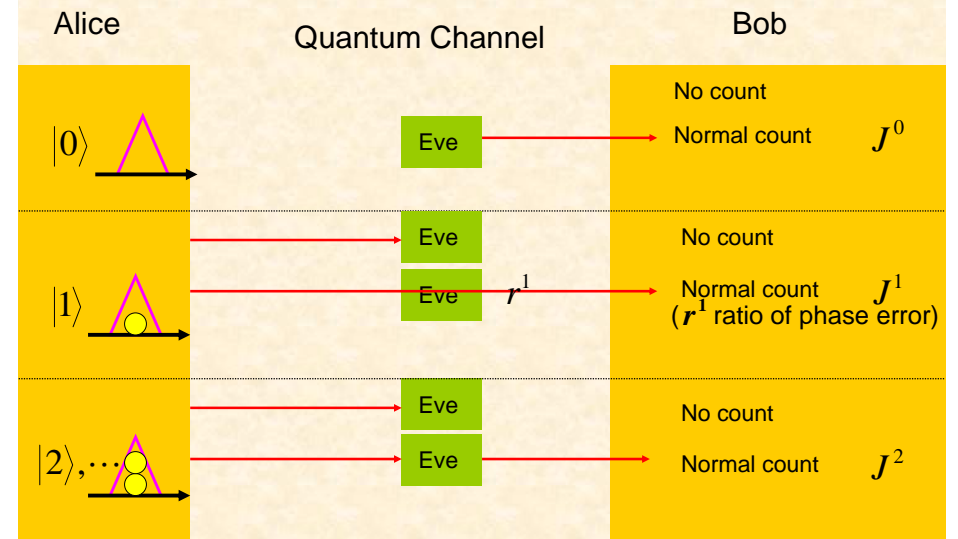 Alice
Quantum Channel
Bob
No count
|0⟩
Eve
Normal count J⁰
Eve
No count
|1⟩
Eve r¹
Normal count J¹
(r¹ ratio of phase error)
Eve
No count
|2⟩,⋯
Eve
Normal count J²